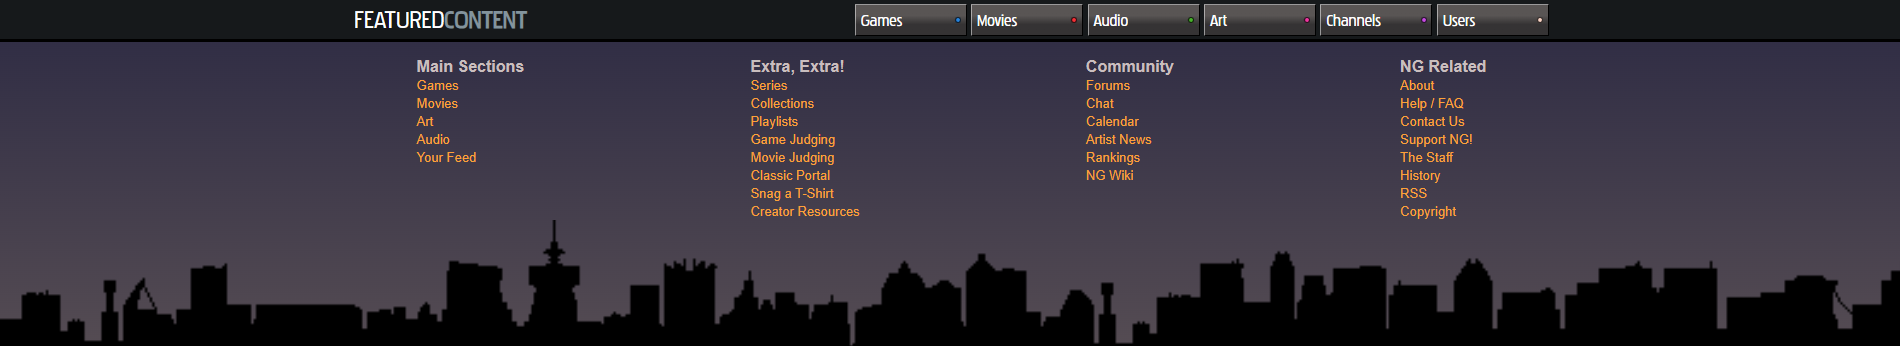 FEATUREDCONTENT
Games
Movies
Audio
Art
Channels
Users
Main Sections
Games
Movies
Art
Audio
Your Feed
Extra, Extra!
Series
Collections
Playlists
Game Judging
Movie Judging
Classic Portal
Snag a T-Shirt
Creator Resources
Community
Forums
Chat
Calendar
Artist News
Rankings
NG Wiki
NG Related
About
Help / FAQ
Contact Us
Support NG!
The Staff
History
RSS
Copyright